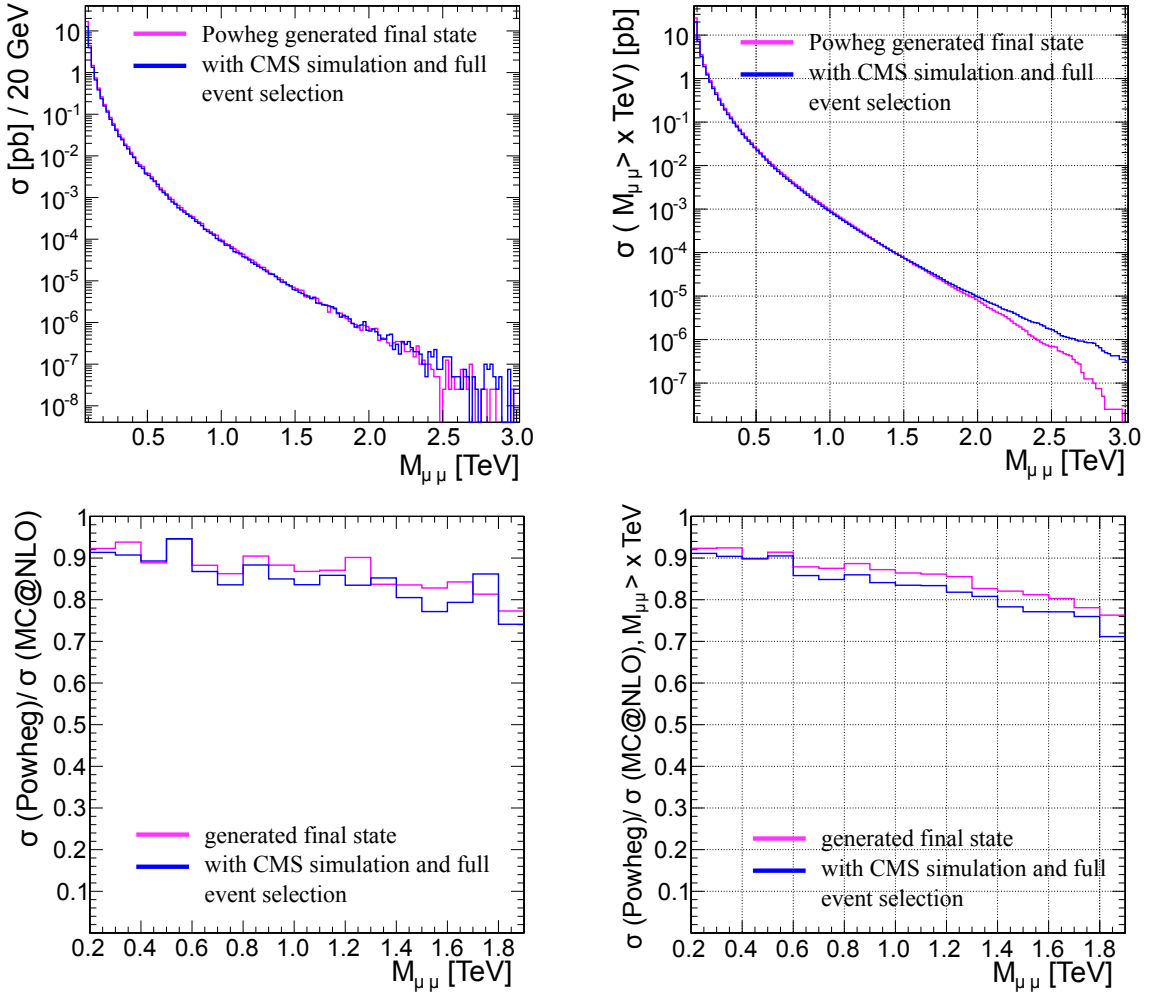 σ [pb] / 20 GeV
10
1
10⁻¹
10⁻²
10⁻³
10⁻⁴
10⁻⁵
10⁻⁶
10⁻⁷
10⁻⁸
Powheg generated final state
with CMS simulation and full
event selection
0.5 1.0 1.5 2.0 2.5 3.0
M_μμ [TeV]
σ ( M_μμ > x TeV) [pb]
10
1
10⁻¹
10⁻²
10⁻³
10⁻⁴
10⁻⁵
10⁻⁶
10⁻⁷
Powheg generated final state
with CMS simulation and full
event selection
0.5 1.0 1.5 2.0 2.5 3.0
M_μμ [TeV]
σ (Powheg)/ σ (MC@NLO)
1
0.9
0.8
0.7
0.6
0.5
0.4
0.3
0.2
0.1
generated final state
with CMS simulation and full
event selection
0.2 0.4 0.6 0.8 1.0 1.2 1.4 1.6 1.8
M_μμ [TeV]
σ (Powheg)/ σ (MC@NLO), M_μμ > x TeV
1
0.9
0.8
0.7
0.6
0.5
0.4
0.3
0.2
0.1
generated final state
with CMS simulation and full
event selection
0.2 0.4 0.6 0.8 1.0 1.2 1.4 1.6 1.8
M_μμ [TeV]